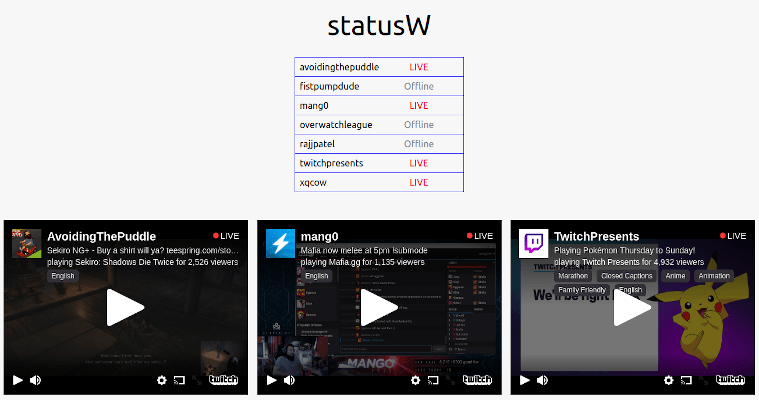 statusW
avoidingthepuddle LIVE
fistpumpdude Offline
mang0 LIVE
overwatchleague Offline
rajjpatel Offline
twitchpresents LIVE
xqcow LIVE
AvoidingThePuddle LIVE
Sekiro NG+ - Buy a shirt will ya? teespring.com/sto...
playing Sekiro: Shadows Die Twice for 2,526 viewers
English
twitch
mang0 LIVE
Mafia now melee at 5pm !submode
playing Mafia.gg for 1,135 viewers
English
MANGO
twitch
TwitchPresents LIVE
Playing Pokémon Thursday to Sunday!
playing Twitch Presents for 4,932 viewers
Marathon Closed Captions Anime Animation
Family Friendly English
We'll be right
twitch